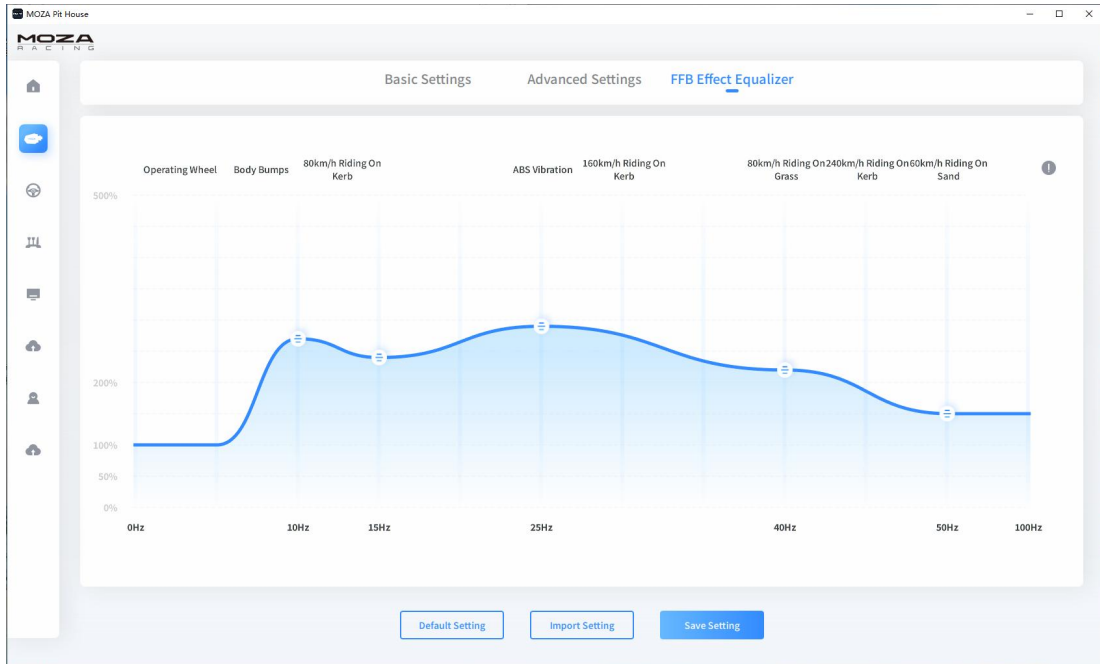 MOZA Pit House
MOZA
RACING
Basic Settings
Advanced Settings
FFB Effect Equalizer
Operating Wheel
Body Bumps
80km/h Riding On
Kerb
ABS Vibration
160km/h Riding On
Kerb
80km/h Riding On
Grass
240km/h Riding On
Kerb
60km/h Riding On
Sand
500%
200%
100%
50%
0%
0Hz
10Hz
15Hz
25Hz
40Hz
50Hz
100Hz
Default Setting
Import Setting
Save Setting